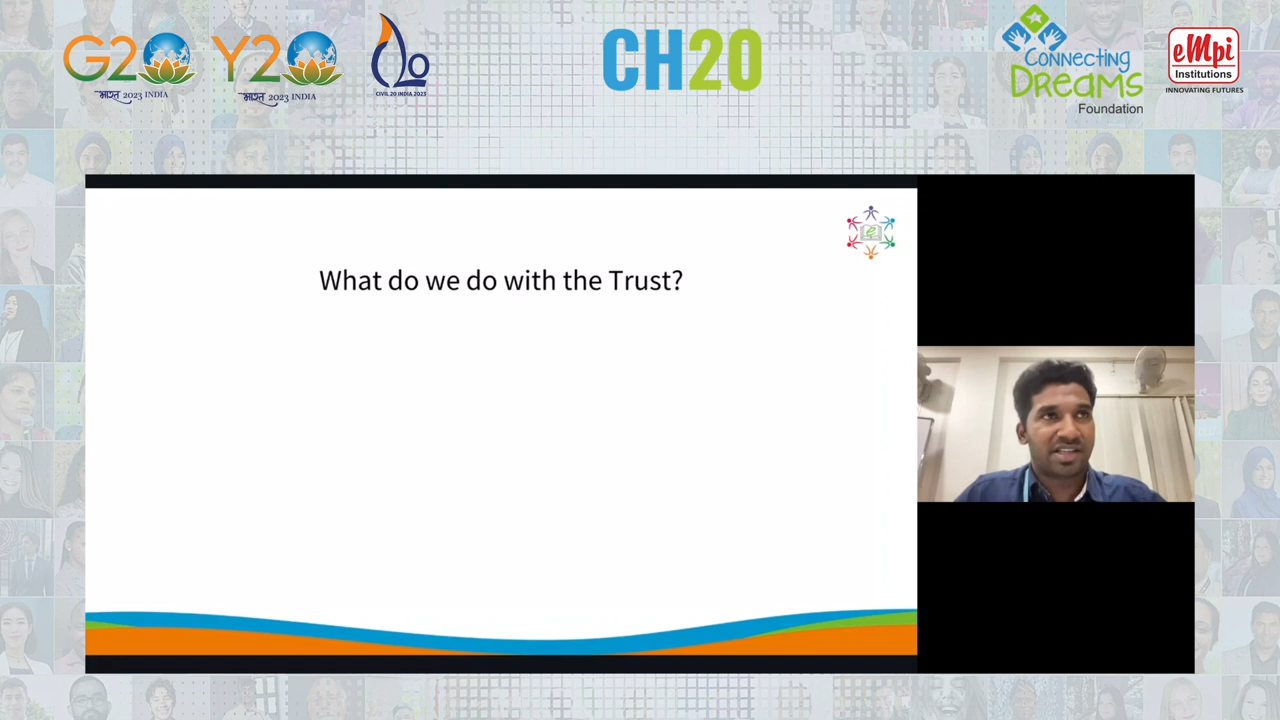 G20
भारत 2023 INDIA
Y20
भारत 2023 INDIA
20
CIVIL 20 INDIA 2023
CH20
CONNECTING
DREAMS
Foundation
eMpi
Institutions
INNOVATING FUTURES
What do we do with the Trust?